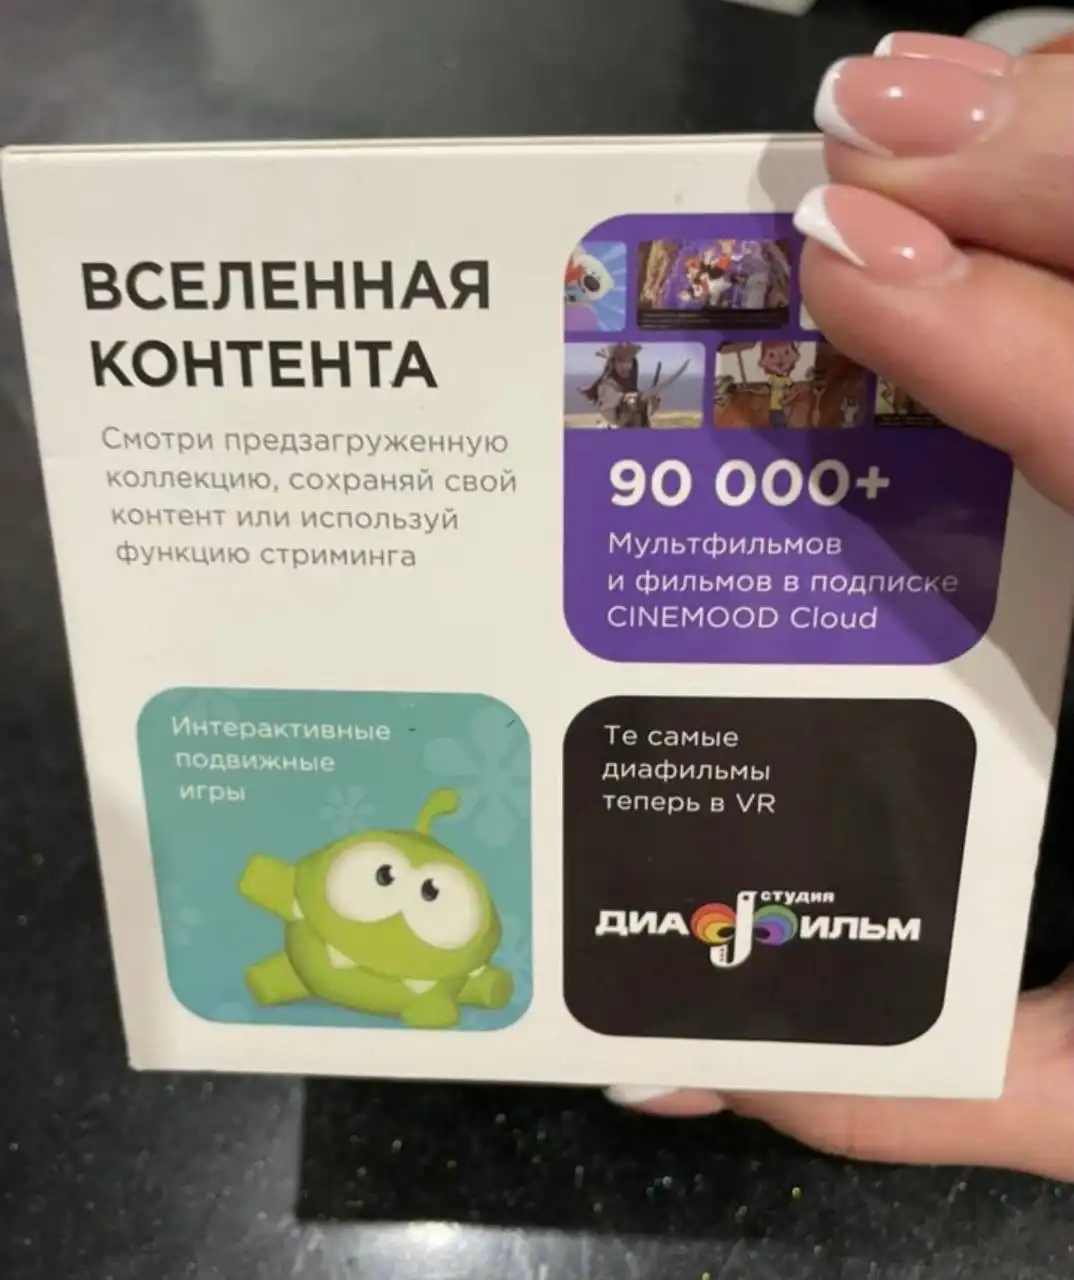 ВСЕЛЕННАЯ
КОНТЕНТА
Смотри предзагруженную
коллекцию, сохраняй свой
контент или используй
функцию стриминга
90 000+
Мультфильмов
и фильмов в подписке
CINEMOOD Cloud
Интерактивные
подвижные
игры
Те самые
диафильмы
теперь в VR
студия
ДИАФИЛЬМ